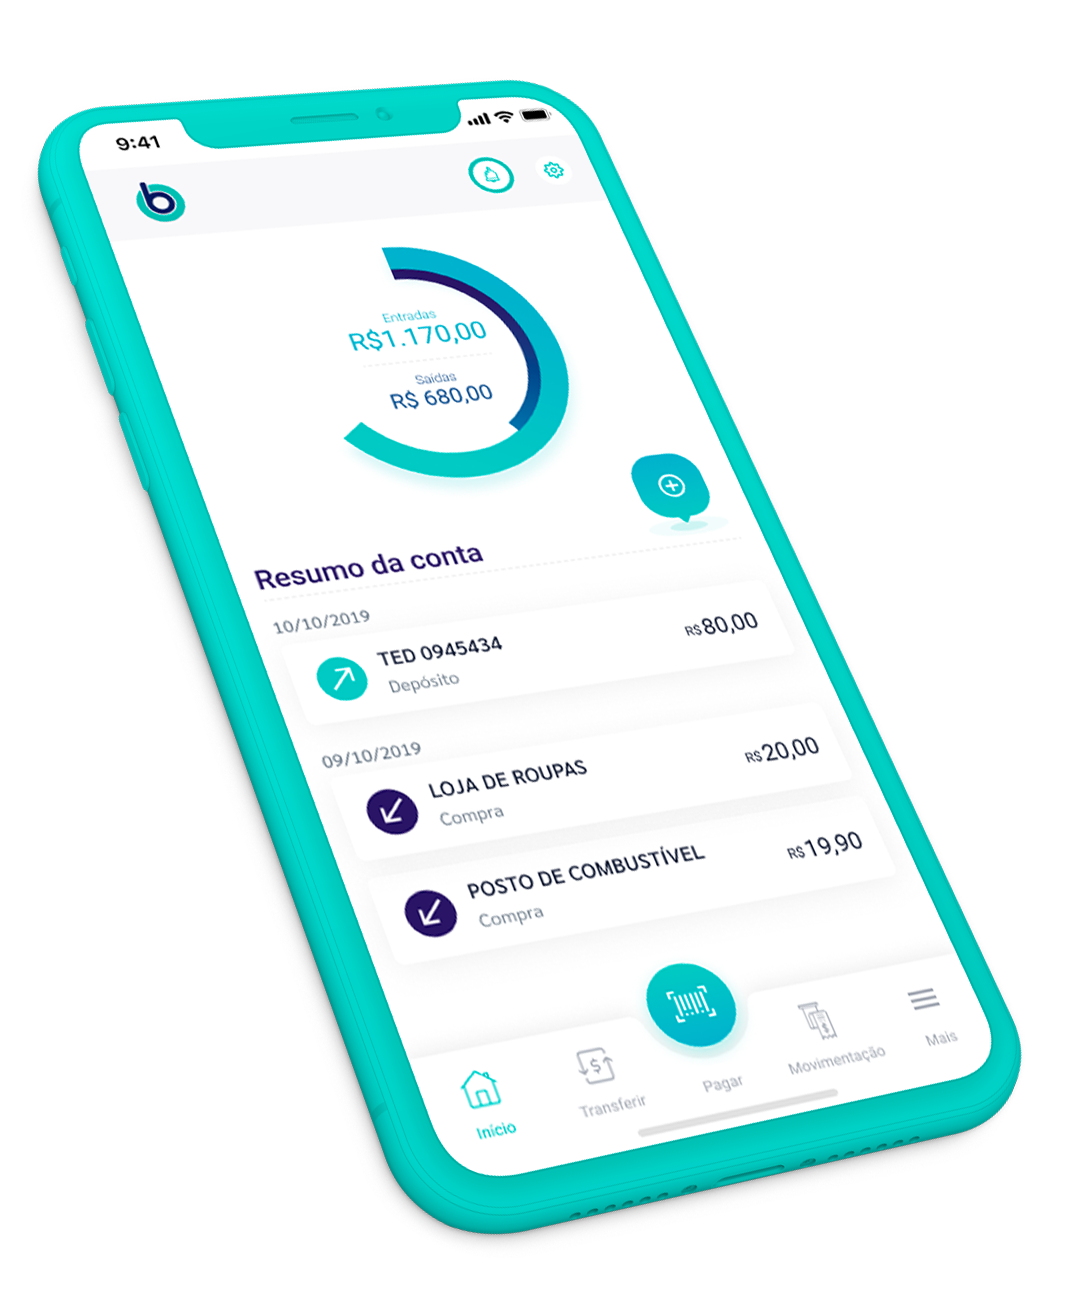 9:41
b
Entradas
R$1.170,00
Saídas
R$ 680,00
Resumo da conta
10/10/2019
TED 0945434
R$80,00
Depósito
09/10/2019
LOJA DE ROUPAS
R$20,00
Compra
POSTO DE COMBUSTÍVEL
R$19,90
Compra
Início
Transferir
Pagar
Movimentação
Mais